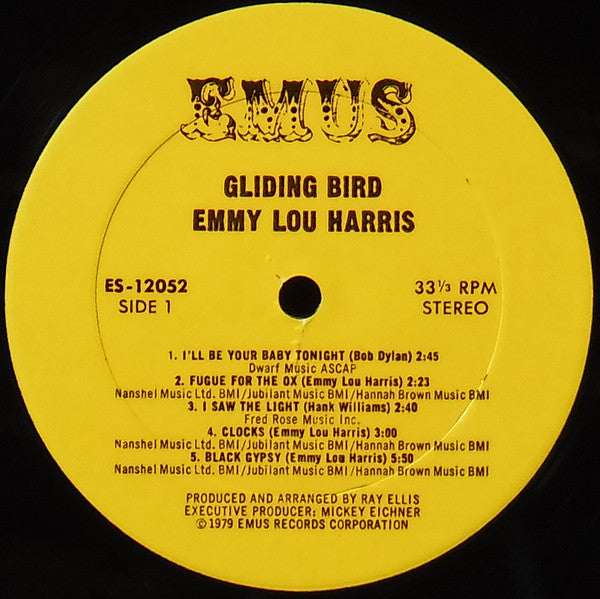 EMUS
GLIDING BIRD
EMMY LOU HARRIS
ES-12052
SIDE 1
33⅓ RPM
STEREO
1. I'LL BE YOUR BABY TONIGHT (Bob Dylan) 2:45
Dwarf Music ASCAP
2. FUGUE FOR THE OX (Emmy Lou Harris) 2:23
Nanshel Music Ltd. BMI/Jubilant Music BMI/Hannah Brown Music BMI
3. I SAW THE LIGHT (Hank Williams) 2:40
Fred Rose Music Inc.
4. CLOCKS (Emmy Lou Harris) 3:00
Nanshel Music Ltd. BMI/Jubilant Music BMI/Hannah Brown Music BMI
5. BLACK GYPSY (Emmy Lou Harris) 5:50
Nanshel Music Ltd. BMI/Jubilant Music BMI/Hannah Brown Music BMI
PRODUCED AND ARRANGED BY RAY ELLIS
EXECUTIVE PRODUCER: MICKEY EICHNER
©1979 EMUS RECORDS CORPORATION